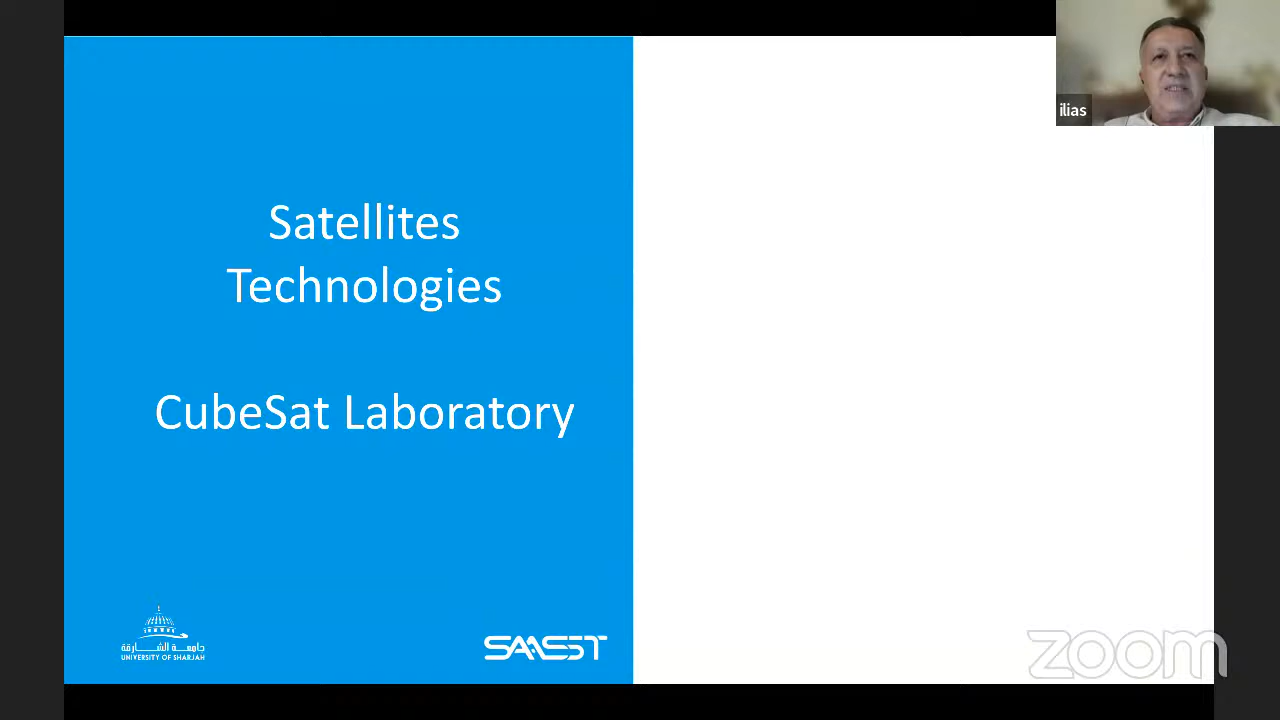 ilias
Satellites
Technologies
CubeSat Laboratory
جامعة الشارقة
UNIVERSITY OF SHARJAH
SAASST
zoom